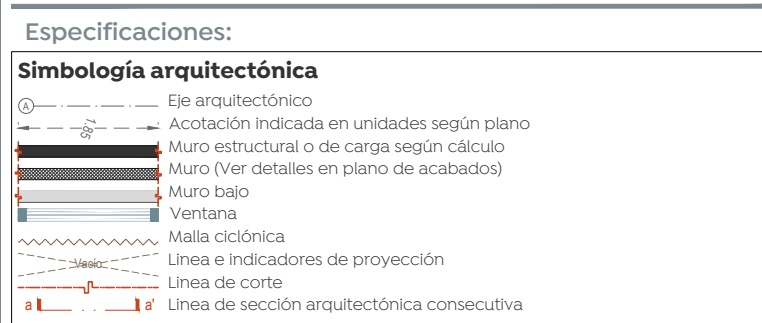 Especificaciones:
Simbología arquitectónica
A Eje arquitectónico
1.85 Acotación indicada en unidades según plano
Muro estructural o de carga según cálculo
Muro (Ver detalles en plano de acabados)
Muro bajo
Ventana
Malla ciclónica
Vacío Linea e indicadores de proyección
Linea de corte
a a' Linea de sección arquitectónica consecutiva